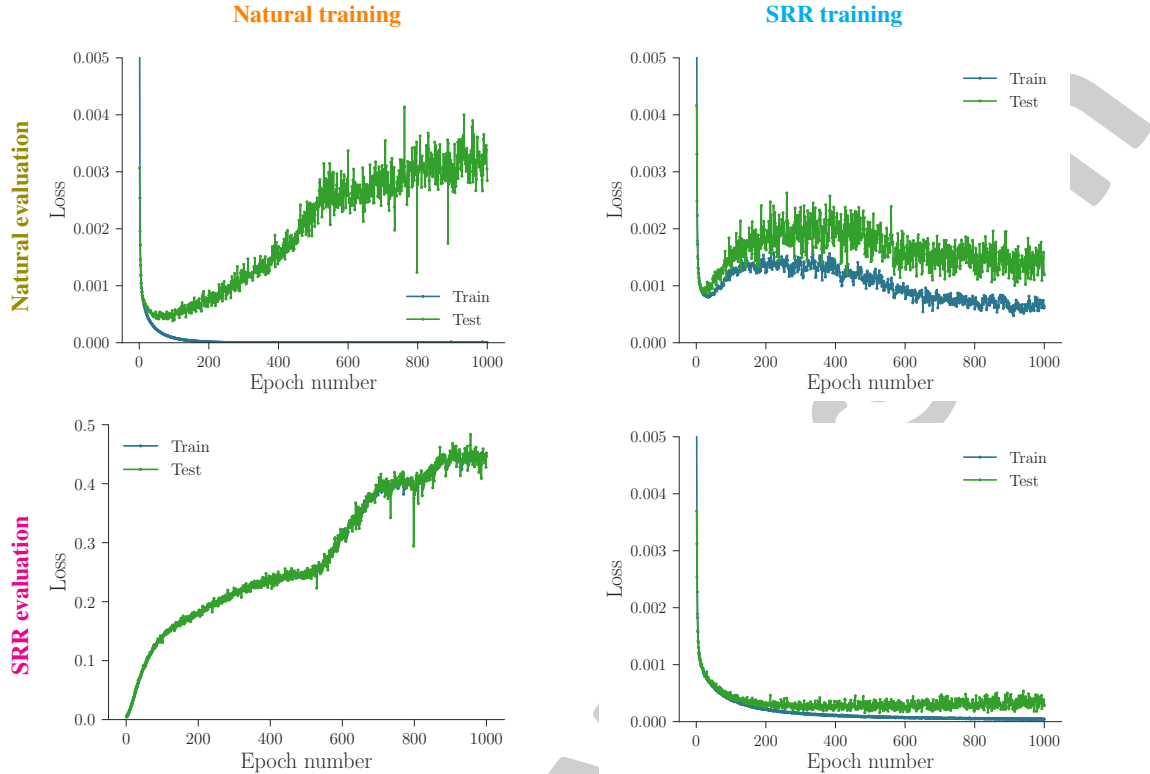 Natural training
SRR training
Natural evaluation
0.005
0.004
0.003
0.002
0.001
0.000
Loss
Train
Test
0 200 400 600 800 1000
Epoch number
0.005
0.004
0.003
0.002
0.001
0.000
Loss
Train
Test
0 200 400 600 800 1000
Epoch number
SRR evaluation
0.5
0.4
0.3
0.2
0.1
0.0
Loss
Train
Test
0 200 400 600 800 1000
Epoch number
0.005
0.004
0.003
0.002
0.001
0.000
Loss
Train
Test
0 200 400 600 800 1000
Epoch number